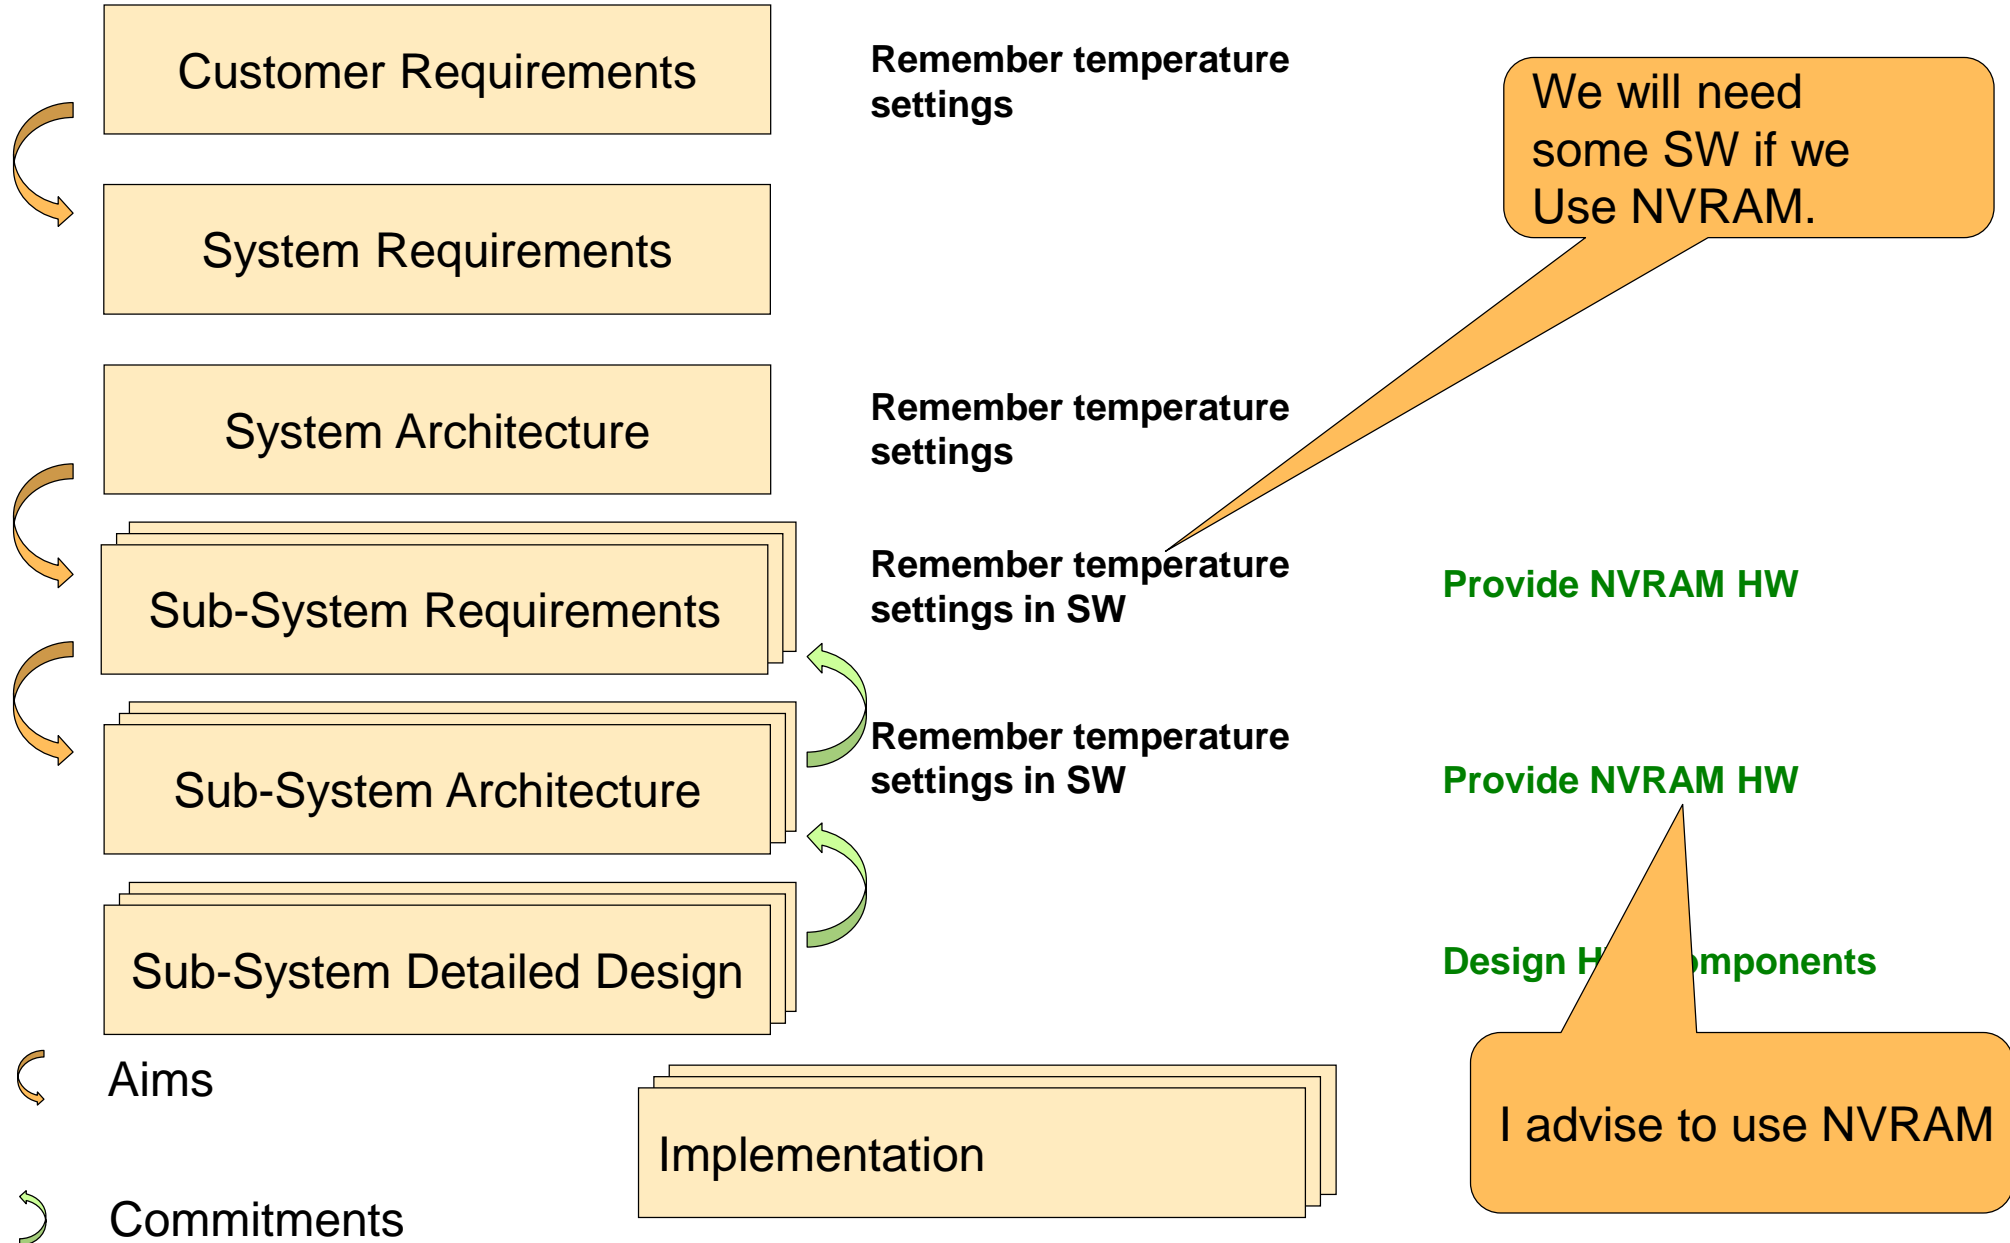 Customer Requirements
Remember temperature
settings
We will need
some SW if we
Use NVRAM.
System Requirements
System Architecture
Remember temperature
settings
Sub-System Requirements
Remember temperature
settings in SW
Provide NVRAM HW
Sub-System Architecture
Remember temperature
settings in SW
Provide NVRAM HW
Sub-System Detailed Design
Design
Aims
Implementation
I advise to use NVRAM
Commitments